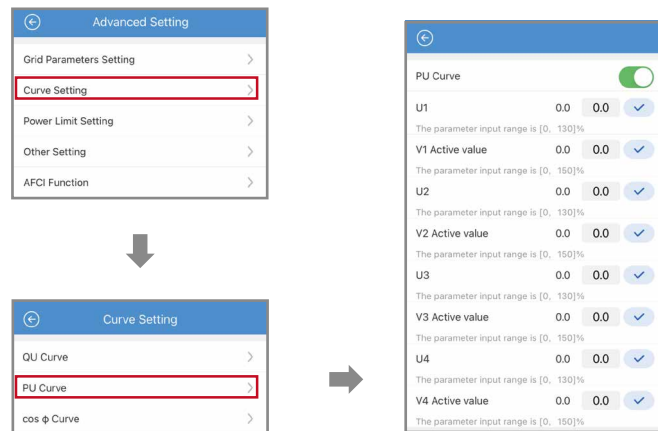 Advanced Setting
Grid Parameters Setting
Curve Setting
Power Limit Setting
Other Setting
AFCI Function
Curve Setting
QU Curve
PU Curve
cos ϕ Curve
PU Curve
U1 0.0 0.0
The parameter input range is [0, 130]%
V1 Active value 0.0 0.0
The parameter input range is [0, 150]%
U2 0.0 0.0
The parameter input range is [0, 130]%
V2 Active value 0.0 0.0
The parameter input range is [0, 150]%
U3 0.0 0.0
The parameter input range is [0, 130]%
V3 Active value 0.0 0.0
The parameter input range is [0, 150]%
U4 0.0 0.0
The parameter input range is [0, 130]%
V4 Active value 0.0 0.0
The parameter input range is [0, 150]%